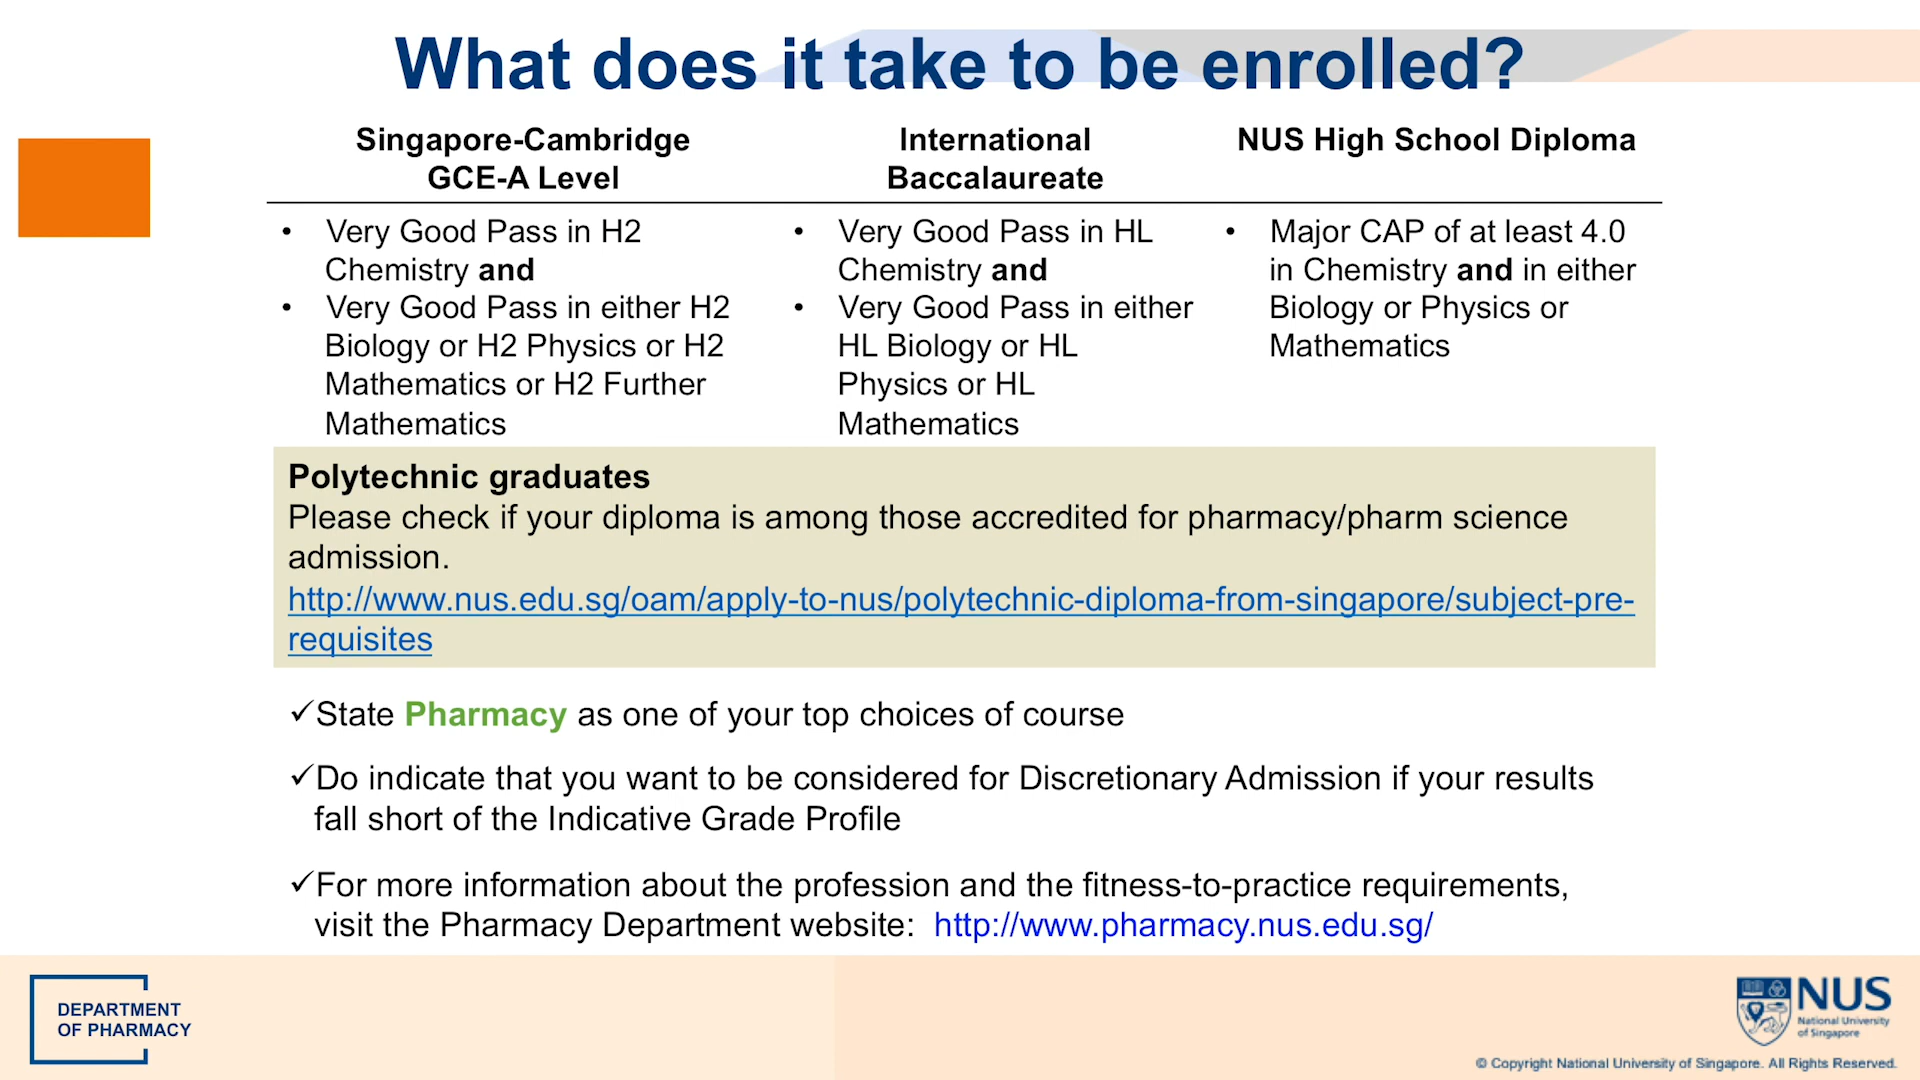 What does it take to be enrolled?
Singapore-Cambridge
GCE-A Level
• Very Good Pass in H2
Chemistry and
• Very Good Pass in either H2
Biology or H2 Physics or H2
Mathematics or H2 Further
Mathematics
International
Baccalaureate
• Very Good Pass in HL
Chemistry and
• Very Good Pass in either
HL Biology or HL
Physics or HL
Mathematics
NUS High School Diploma
• Major CAP of at least 4.0
in Chemistry and in either
Biology or Physics or
Mathematics
Polytechnic graduates
Please check if your diploma is among those accredited for pharmacy/pharm science
admission.
http://www.nus.edu.sg/oam/apply-to-nus/polytechnic-diploma-from-singapore/subject-pre-
requisites
✓State Pharmacy as one of your top choices of course
✓Do indicate that you want to be considered for Discretionary Admission if your results
fall short of the Indicative Grade Profile
✓For more information about the profession and the fitness-to-practice requirements,
visit the Pharmacy Department website: http://www.pharmacy.nus.edu.sg/
DEPARTMENT
OF PHARMACY
NUS
National University
of Singapore
© Copyright National University of Singapore. All Rights Reserved.